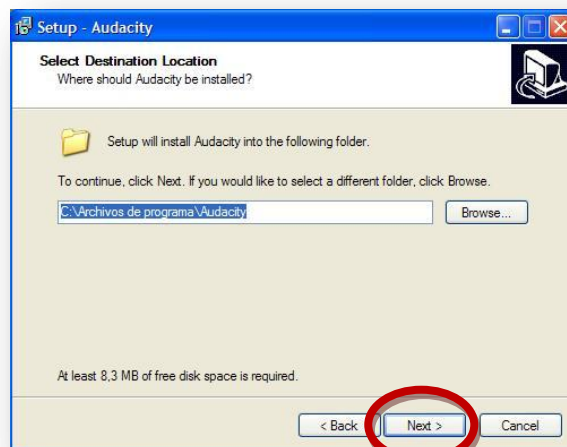 Setup - Audacity
Select Destination Location
Where should Audacity be installed?
Setup will install Audacity into the following folder.
To continue, click Next. If you would like to select a different folder, click Browse.
C:\Archivos de programa\Audacity
Browse...
At least 8,3 MB of free disk space is required.
< Back
Next >
Cancel